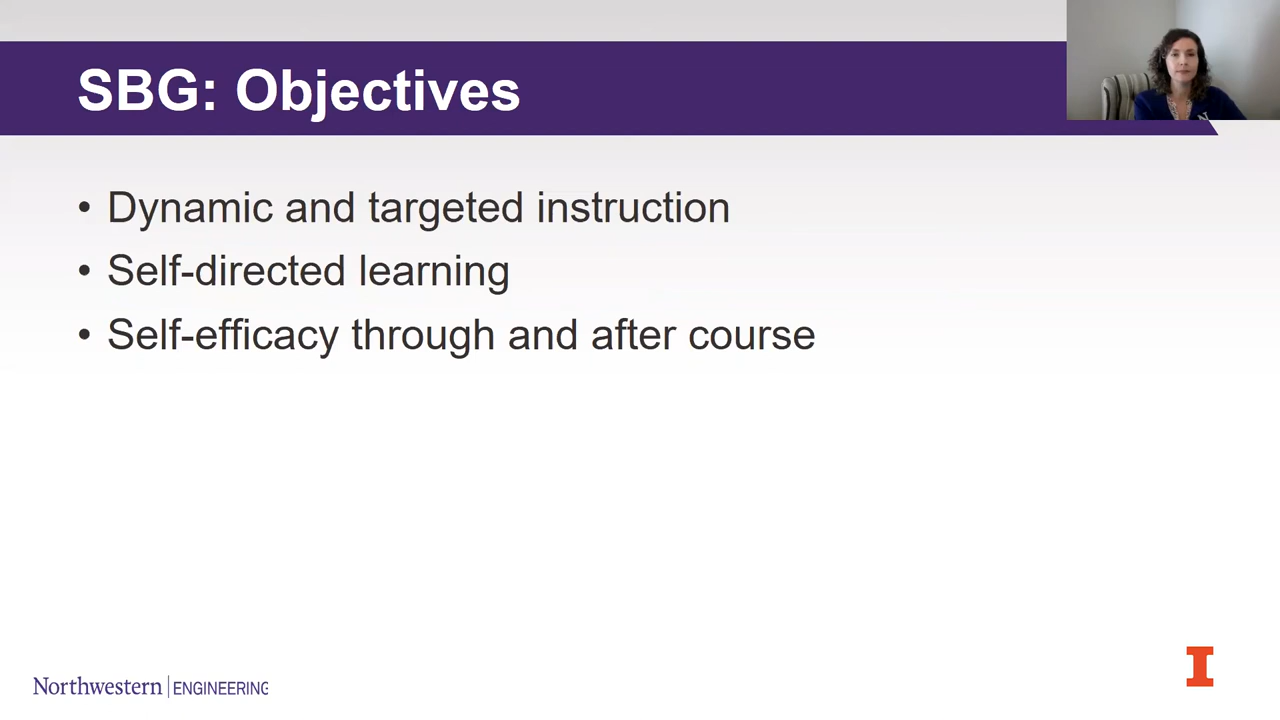 SBG: Objectives
N
• Dynamic and targeted instruction
• Self-directed learning
• Self-efficacy through and after course
Northwestern | ENGINEERING
I